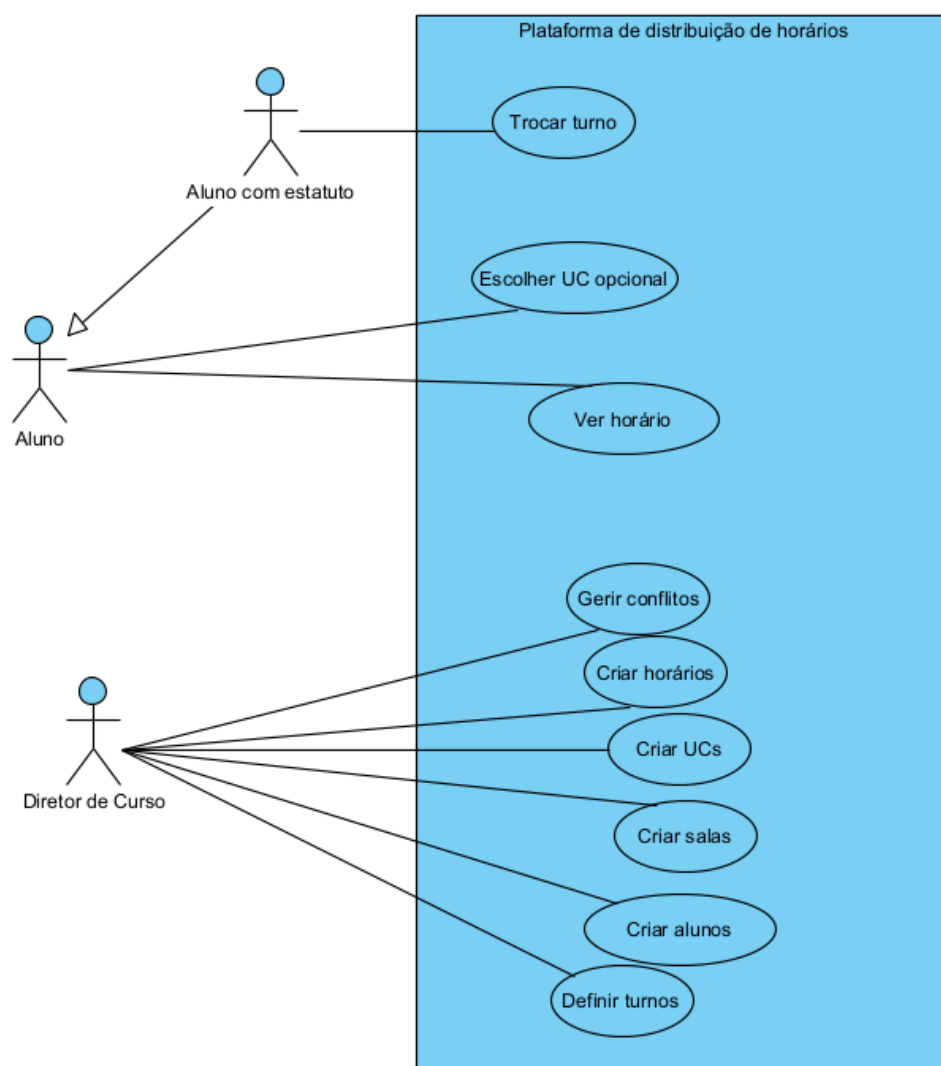 Plataforma de distribuição de horários
Trocar turno
Aluno com estatuto
Escolher UC opcional
Ver horário
Aluno
Gerir conflitos
Criar horários
Criar UCs
Diretor de Curso
Criar salas
Criar alunos
Definir turnos